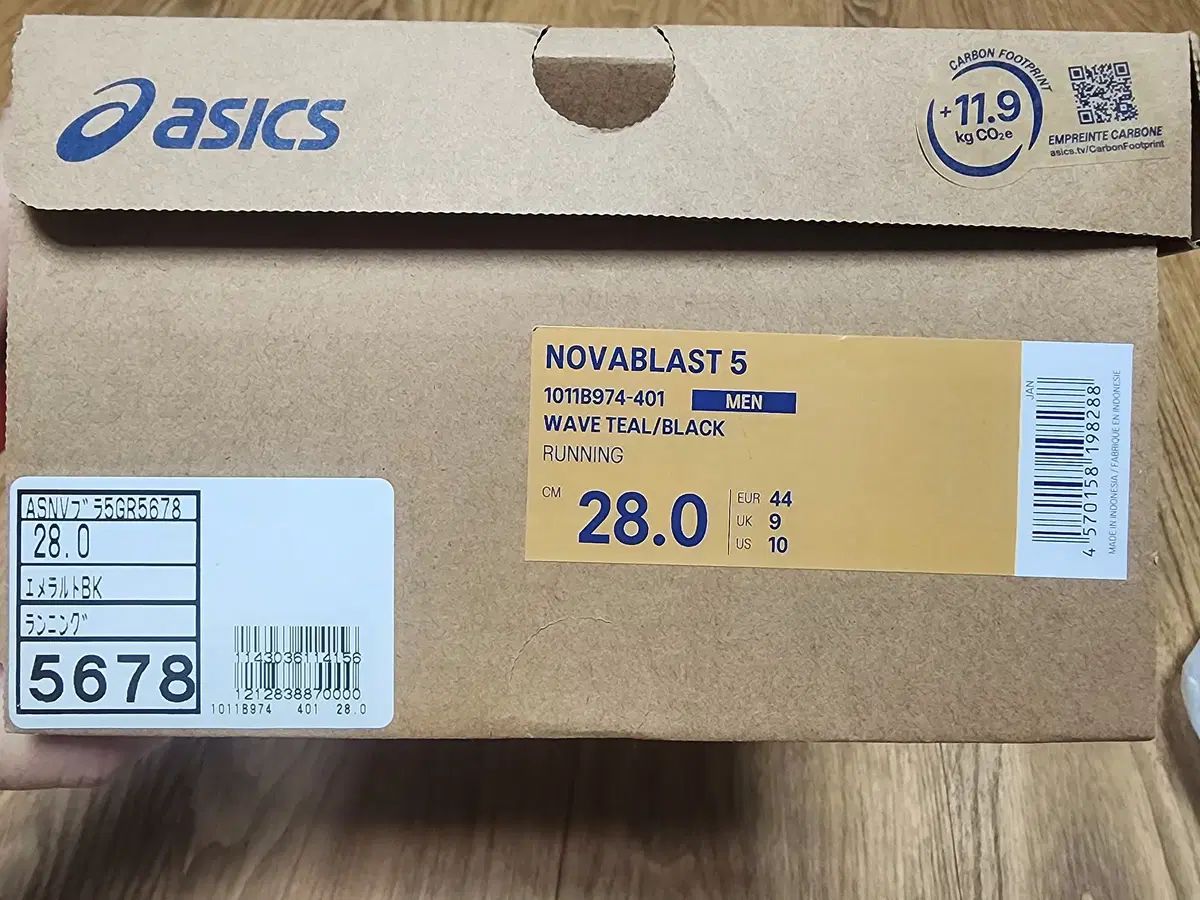 asics
CARBON FOOTPRINT
+11.9
kg CO₂e
EMPREINTE CARBONE
asics.tv/CarbonFootprint
NOVABLAST 5
1011B974-401 MEN
WAVE TEAL/BLACK
RUNNING
CM 28.0
EUR 44
UK 9
US 10
JAN
4 570158 198288
MADE IN INDONESIA / FABRIQUE EN INDONESIE
ASNVブラ5GR5678
28.0
エメラルトBK
ランニング
5678
1143036114156
1212838870000
1011B974 401 28.0